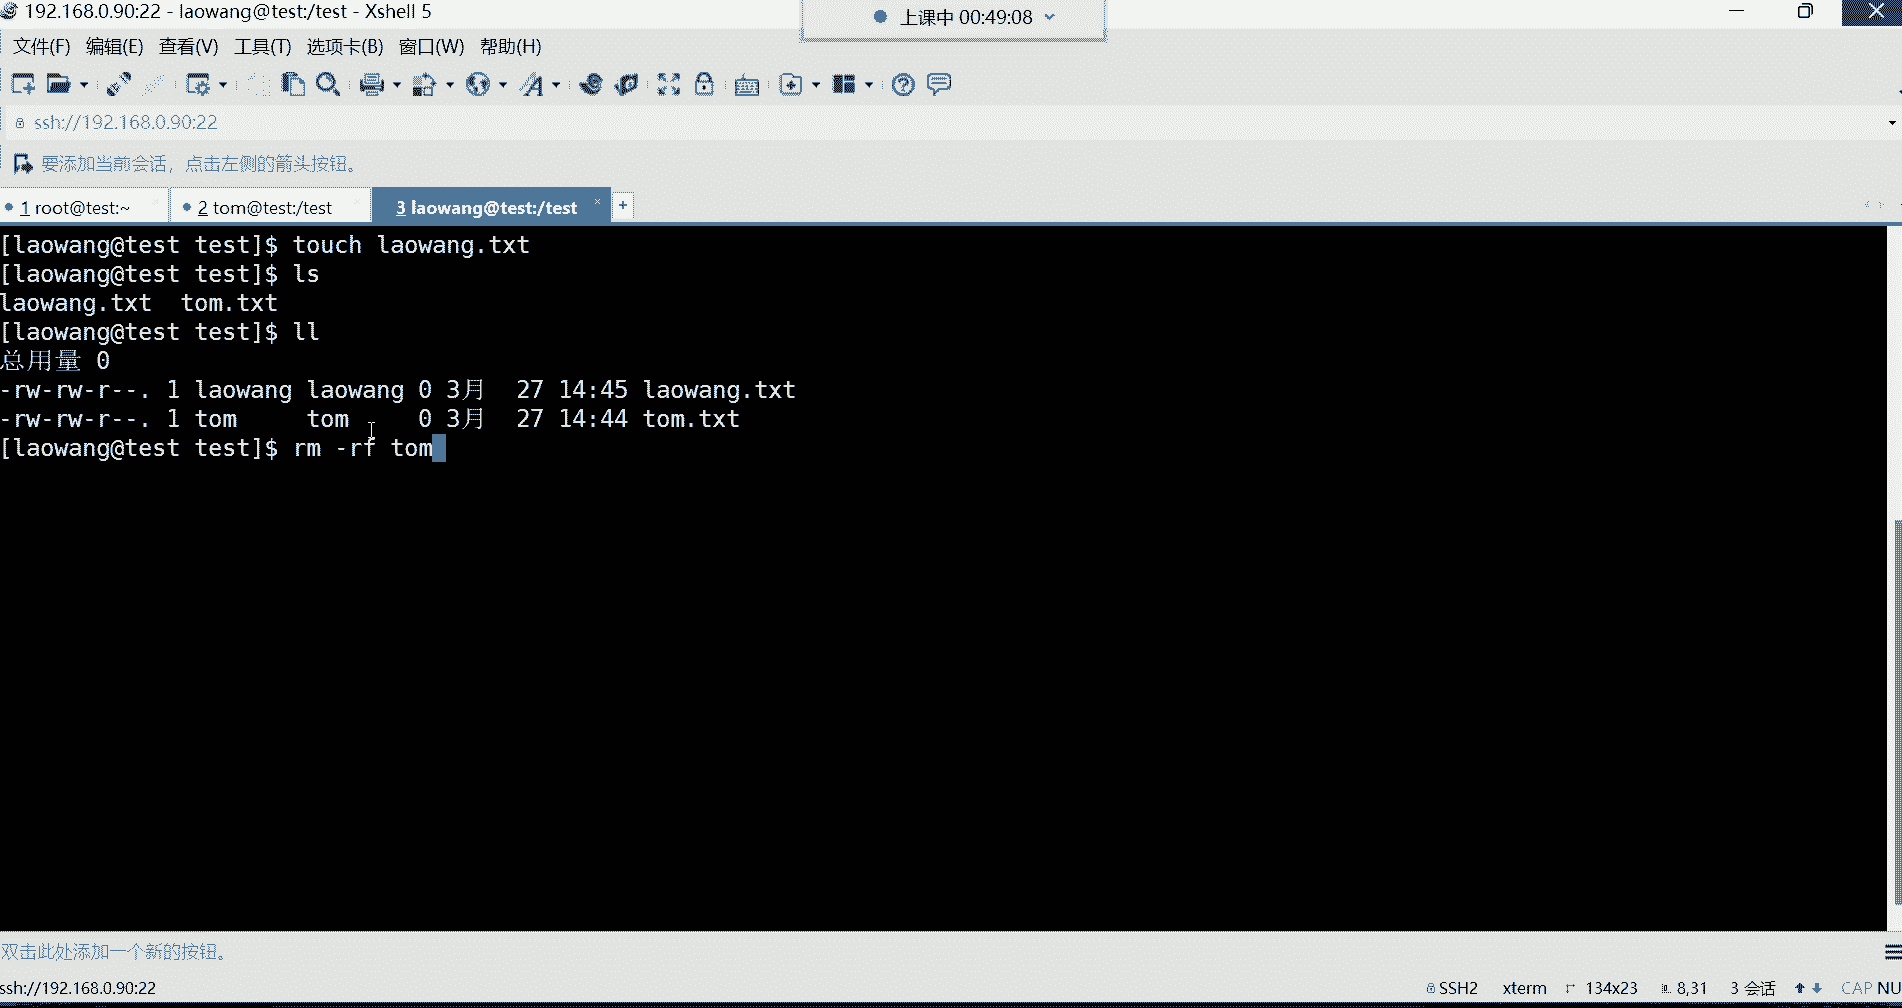 192.168.0.90:22 - laowang@test:/test - Xshell 5
上课中 00:49:08
文件(F) 编辑(E) 查看(V) 工具(T) 选项卡(B) 窗口(W) 帮助(H)
ssh://192.168.0.90:22
要添加当前会话，点击左侧的箭头按钮。
1 root@test:~ 2 tom@test:/test 3 laowang@test:/test
[laowang@test test]$ touch laowang.txt
[laowang@test test]$ ls
laowang.txt  tom.txt
[laowang@test test]$ ll
总用量 0
-rw-rw-r--. 1 laowang laowang 0 3月  27 14:45 laowang.txt
-rw-rw-r--. 1 tom     tom     0 3月  27 14:44 tom.txt
[laowang@test test]$ rm -rf tom
双击此处添加一个新的按钮。
ssh://192.168.0.90:22 SSH2 xterm 134x23 8,31 3 会话 CAP NU